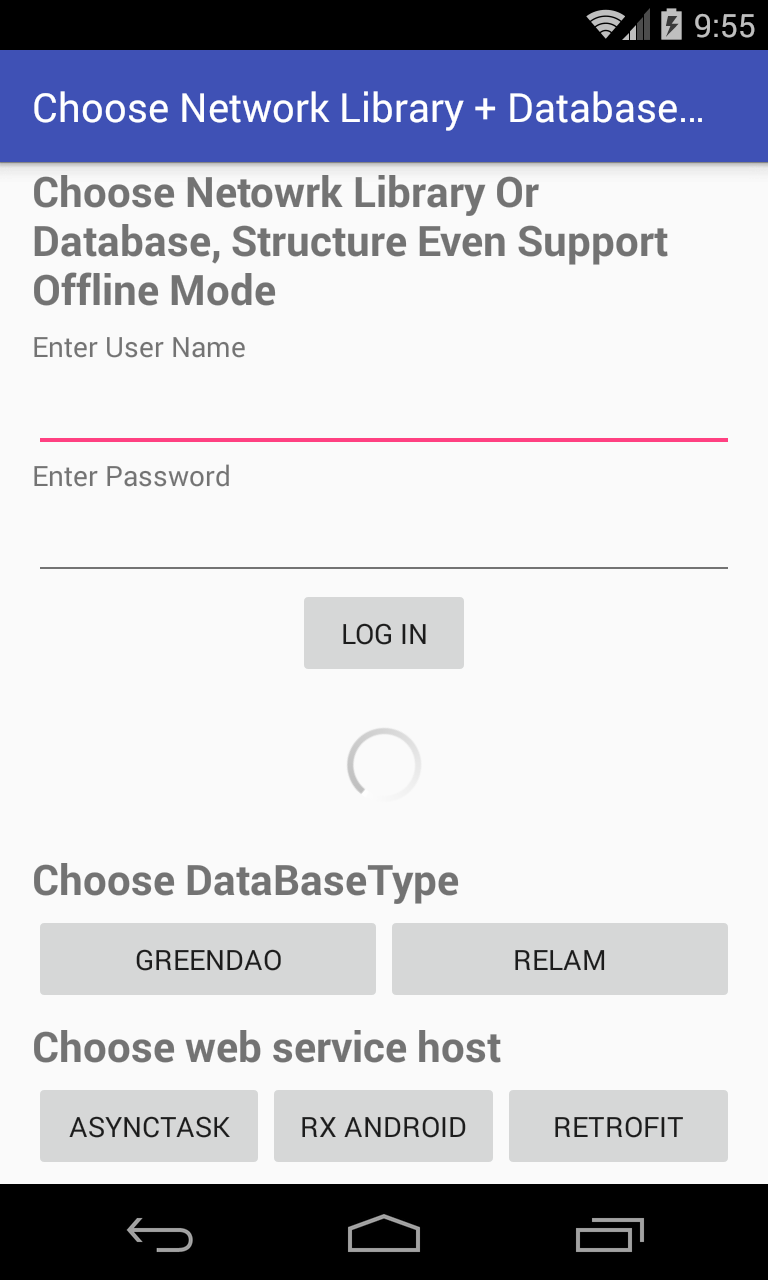 9:55
Choose Network Library + Database…
Choose Netowrk Library Or
Database, Structure Even Support
Offline Mode
Enter User Name
Enter Password
LOG IN
Choose DataBaseType
GREENDAO RELAM
Choose web service host
ASYNCTASK RX ANDROID RETROFIT